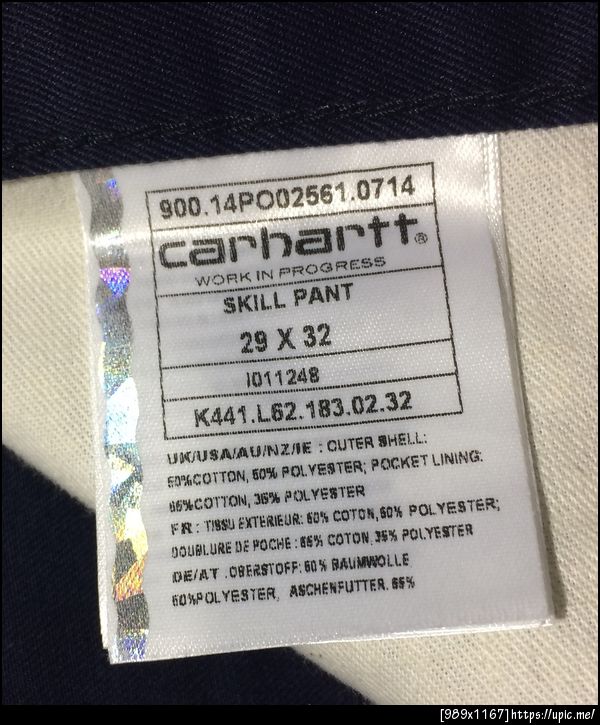 900.14PO02561.0714
carhartt®
WORK IN PROGRESS
SKILL PANT
29 X 32
I011248
K441.L62.183.02.32
UK/USA/AU/NZ/IE : OUTER SHELL:
50%COTTON, 50% POLYESTER; POCKET LINING:
65%COTTON, 35% POLYESTER
FR : TISSU EXTERIEUR: 50% COTON, 50% POLYESTER;
DOUBLURE DE POCHE : 65% COTON, 35% POLYESTER
DE/AT .OBERSTOFF: 50% BAUMWOLLE
50%POLYESTER, ASCHENFUTTER. 65%
[989x1167]https://upic.me/